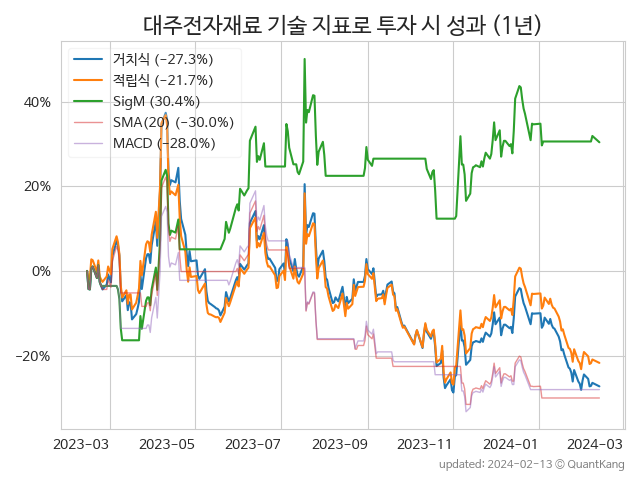 대주전자재료 기술 지표로 투자 시 성과 (1년)
거치식 (-27.3%)
적립식 (-21.7%)
SigM (30.4%)
SMA(20) (-30.0%)
MACD (-28.0%)
40%
20%
0%
-20%
2023-03 2023-05 2023-07 2023-09 2023-11 2024-01 2024-03
updated: 2024-02-13 © QuantKang